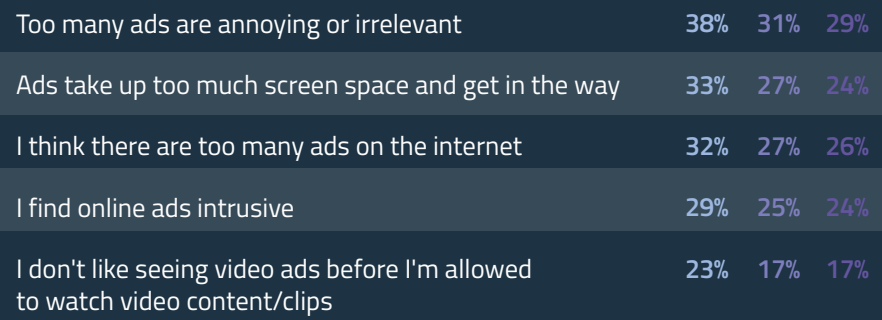 Too many ads are annoying or irrelevant 38% 31% 29%
Ads take up too much screen space and get in the way 33% 27% 24%
I think there are too many ads on the internet 32% 27% 26%
I find online ads intrusive 29% 25% 24%
I don't like seeing video ads before I'm allowed 23% 17% 17%
to watch video content/clips